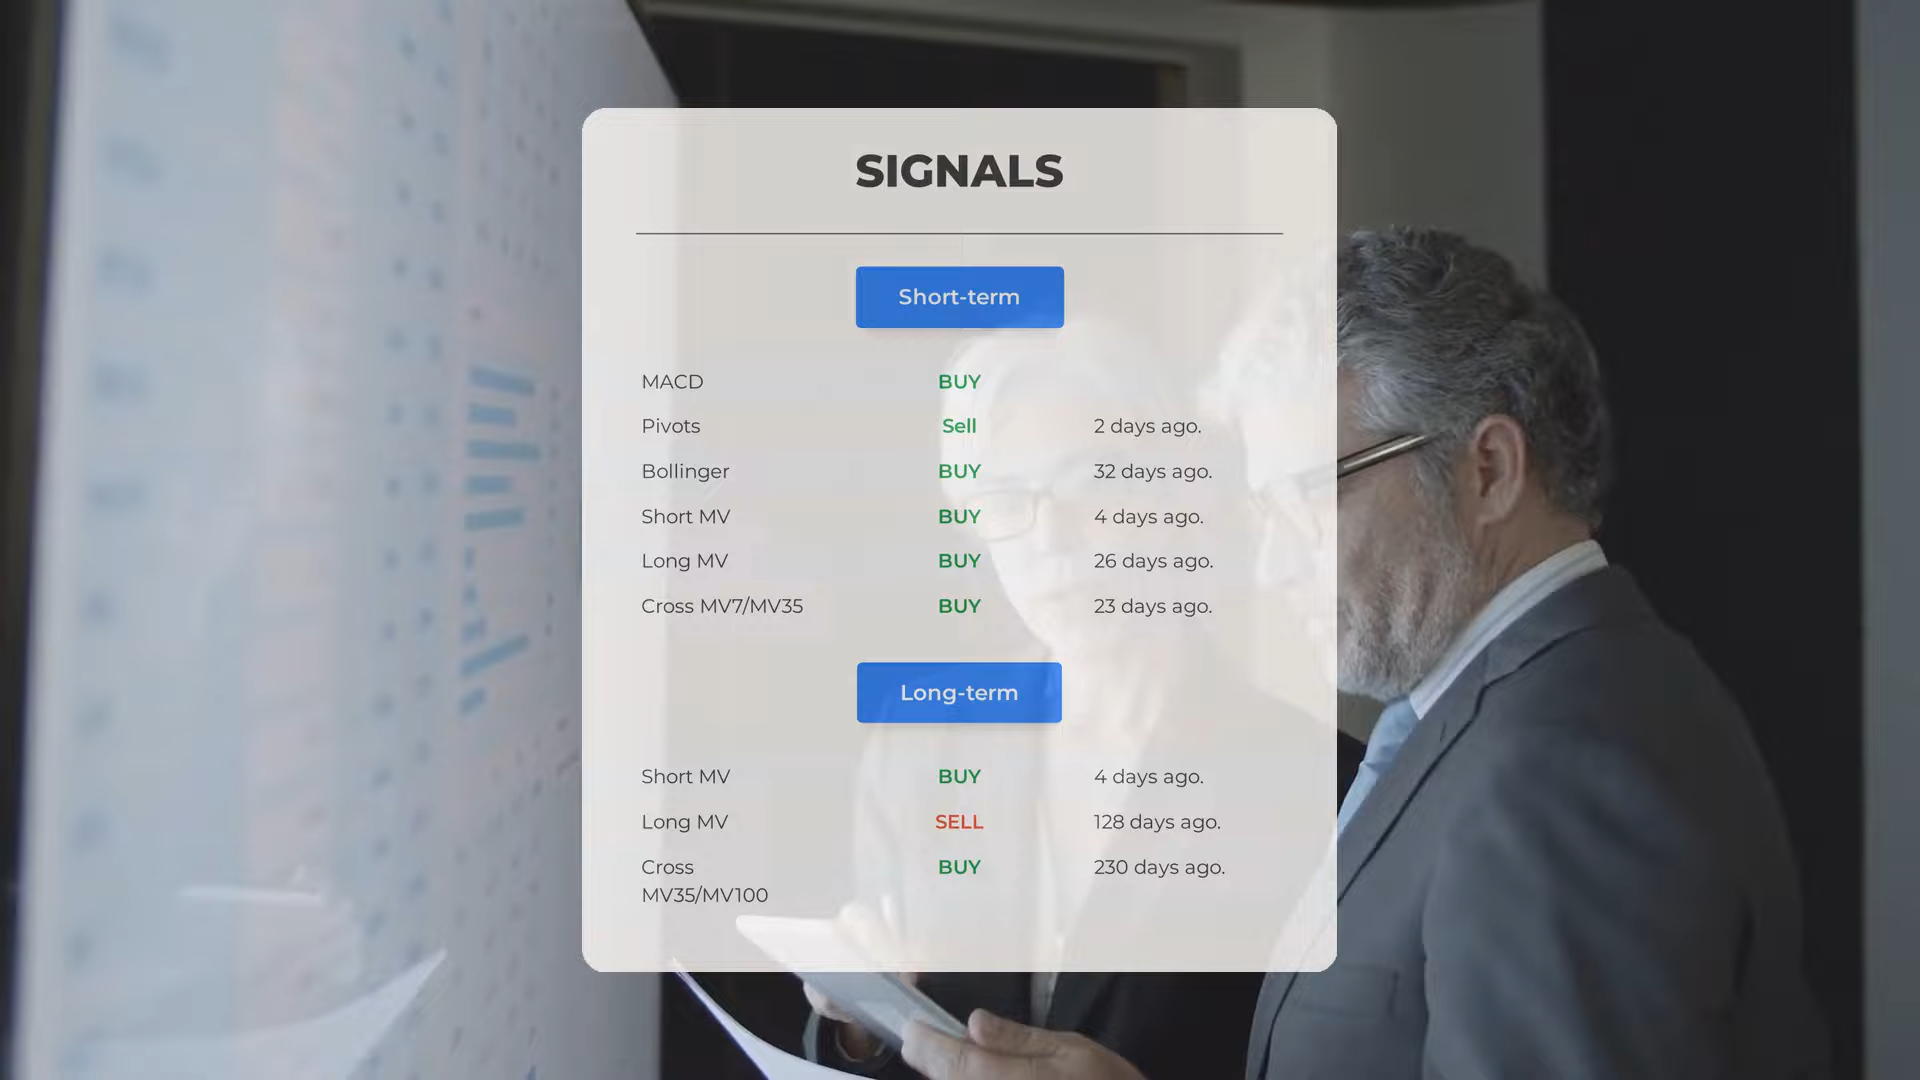 SIGNALS
Short-term
MACD BUY
Pivots Sell 2 days ago.
Bollinger BUY 32 days ago.
Short MV BUY 4 days ago.
Long MV BUY 26 days ago.
Cross MV7/MV35 BUY 23 days ago.
Long-term
Short MV BUY 4 days ago.
Long MV SELL 128 days ago.
Cross BUY 230 days ago.
MV35/MV100